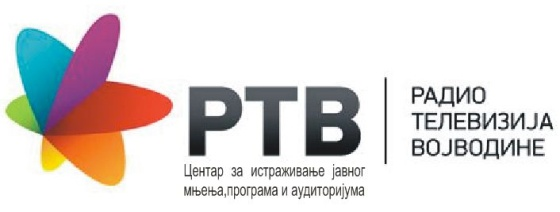 РТВ
Центар за истраживање јавног
мњења,програма и аудиторијума
РАДИО
ТЕЛЕВИЗИЈА
ВОЈВОДИНЕ